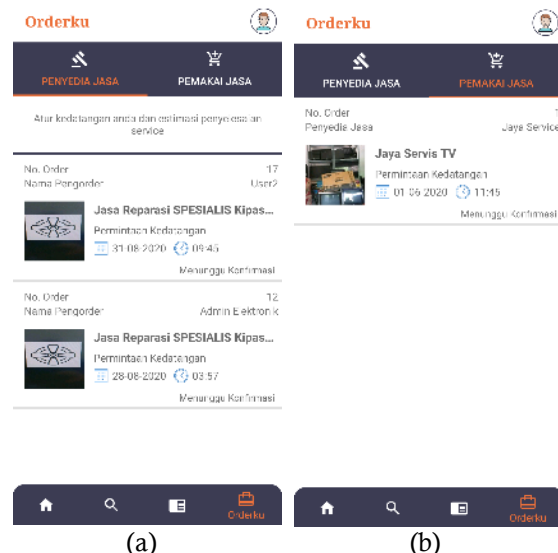 Orderku
PENYEDIA JASA
PEMAKAI JASA
Atur kedatangan anda dan estimasi penyelesaian
service
No. Order 17
Nama Pengorder User2
Jasa Reparasi SPESIALIS Kipas...
Permintaan Kedatangan
31-08-2020 09:45
Menunggu Konfirmasi
No. Order 12
Nama Pengorder Admin Elektronik
Jasa Reparasi SPESIALIS Kipas...
Permintaan Kedatangan
28-08-2020 03:57
Menunggu Konfirmasi
Orderku
(a)
Orderku
PENYEDIA JASA
PEMAKAI JASA
No. Order
Penyedia Jasa Jaya Service
Jaya Servis TV
Permintaan Kedatangan
01-06-2020 11:45
Menunggu Konfirmasi
Orderku
(b)